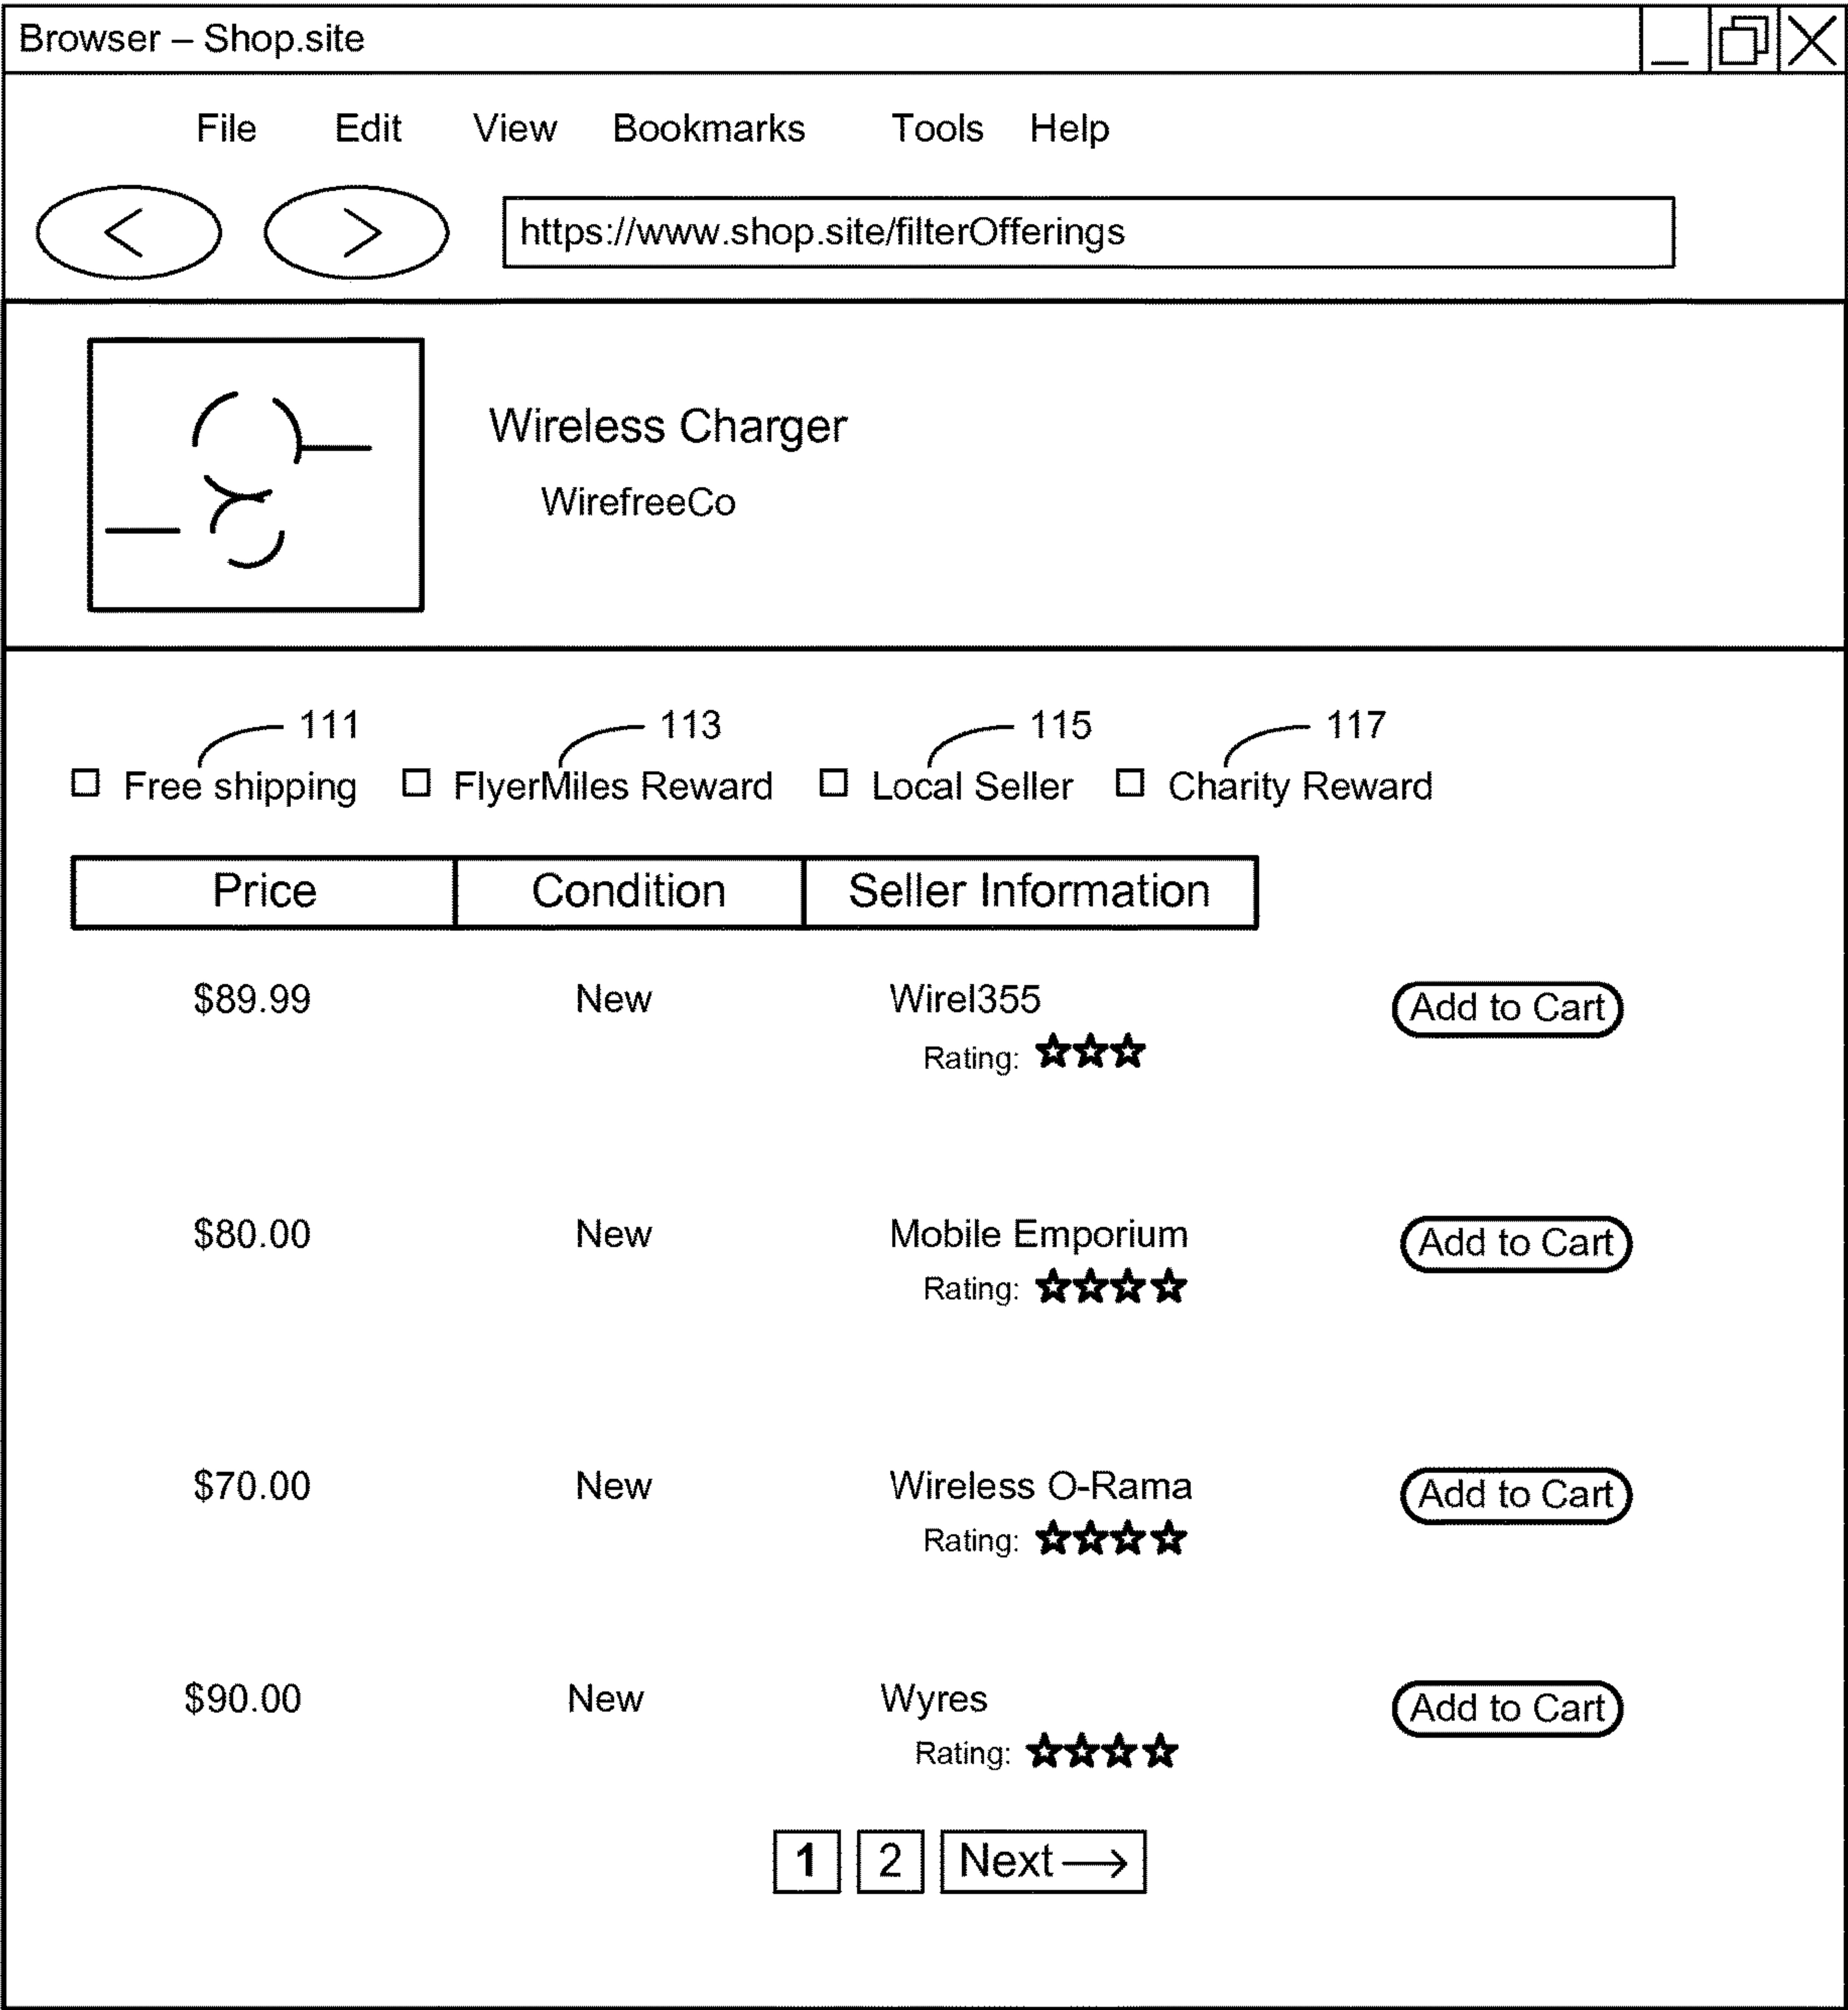 Browser – Shop.site
File Edit View Bookmarks Tools Help
https://www.shop.site/filterOfferings
Wireless Charger
WirefreeCo
111 113 115 117
Free shipping FlyerMiles Reward Local Seller Charity Reward
Price Condition Seller Information
$89.99 New Wirel355 Add to Cart
Rating:
$80.00 New Mobile Emporium Add to Cart
Rating:
$70.00 New Wireless O-Rama Add to Cart
Rating:
$90.00 New Wyres Add to Cart
Rating:
1 2 Next